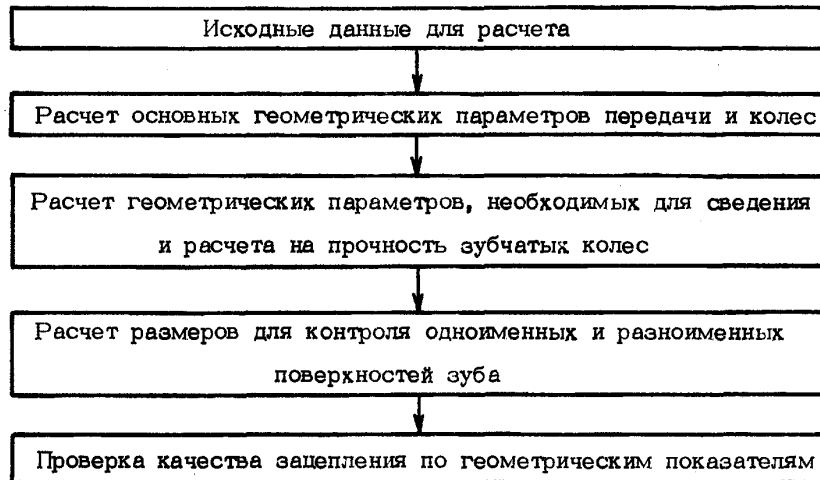 Исходные данные для расчета
Расчет основных геометрических параметров передачи и колес
Расчет геометрических параметров, необходимых для сведения
и расчета на прочность зубчатых колес
Расчет размеров для контроля одноименных и разноименных
поверхностей зуба
Проверка качества зацепления по геометрическим показателям